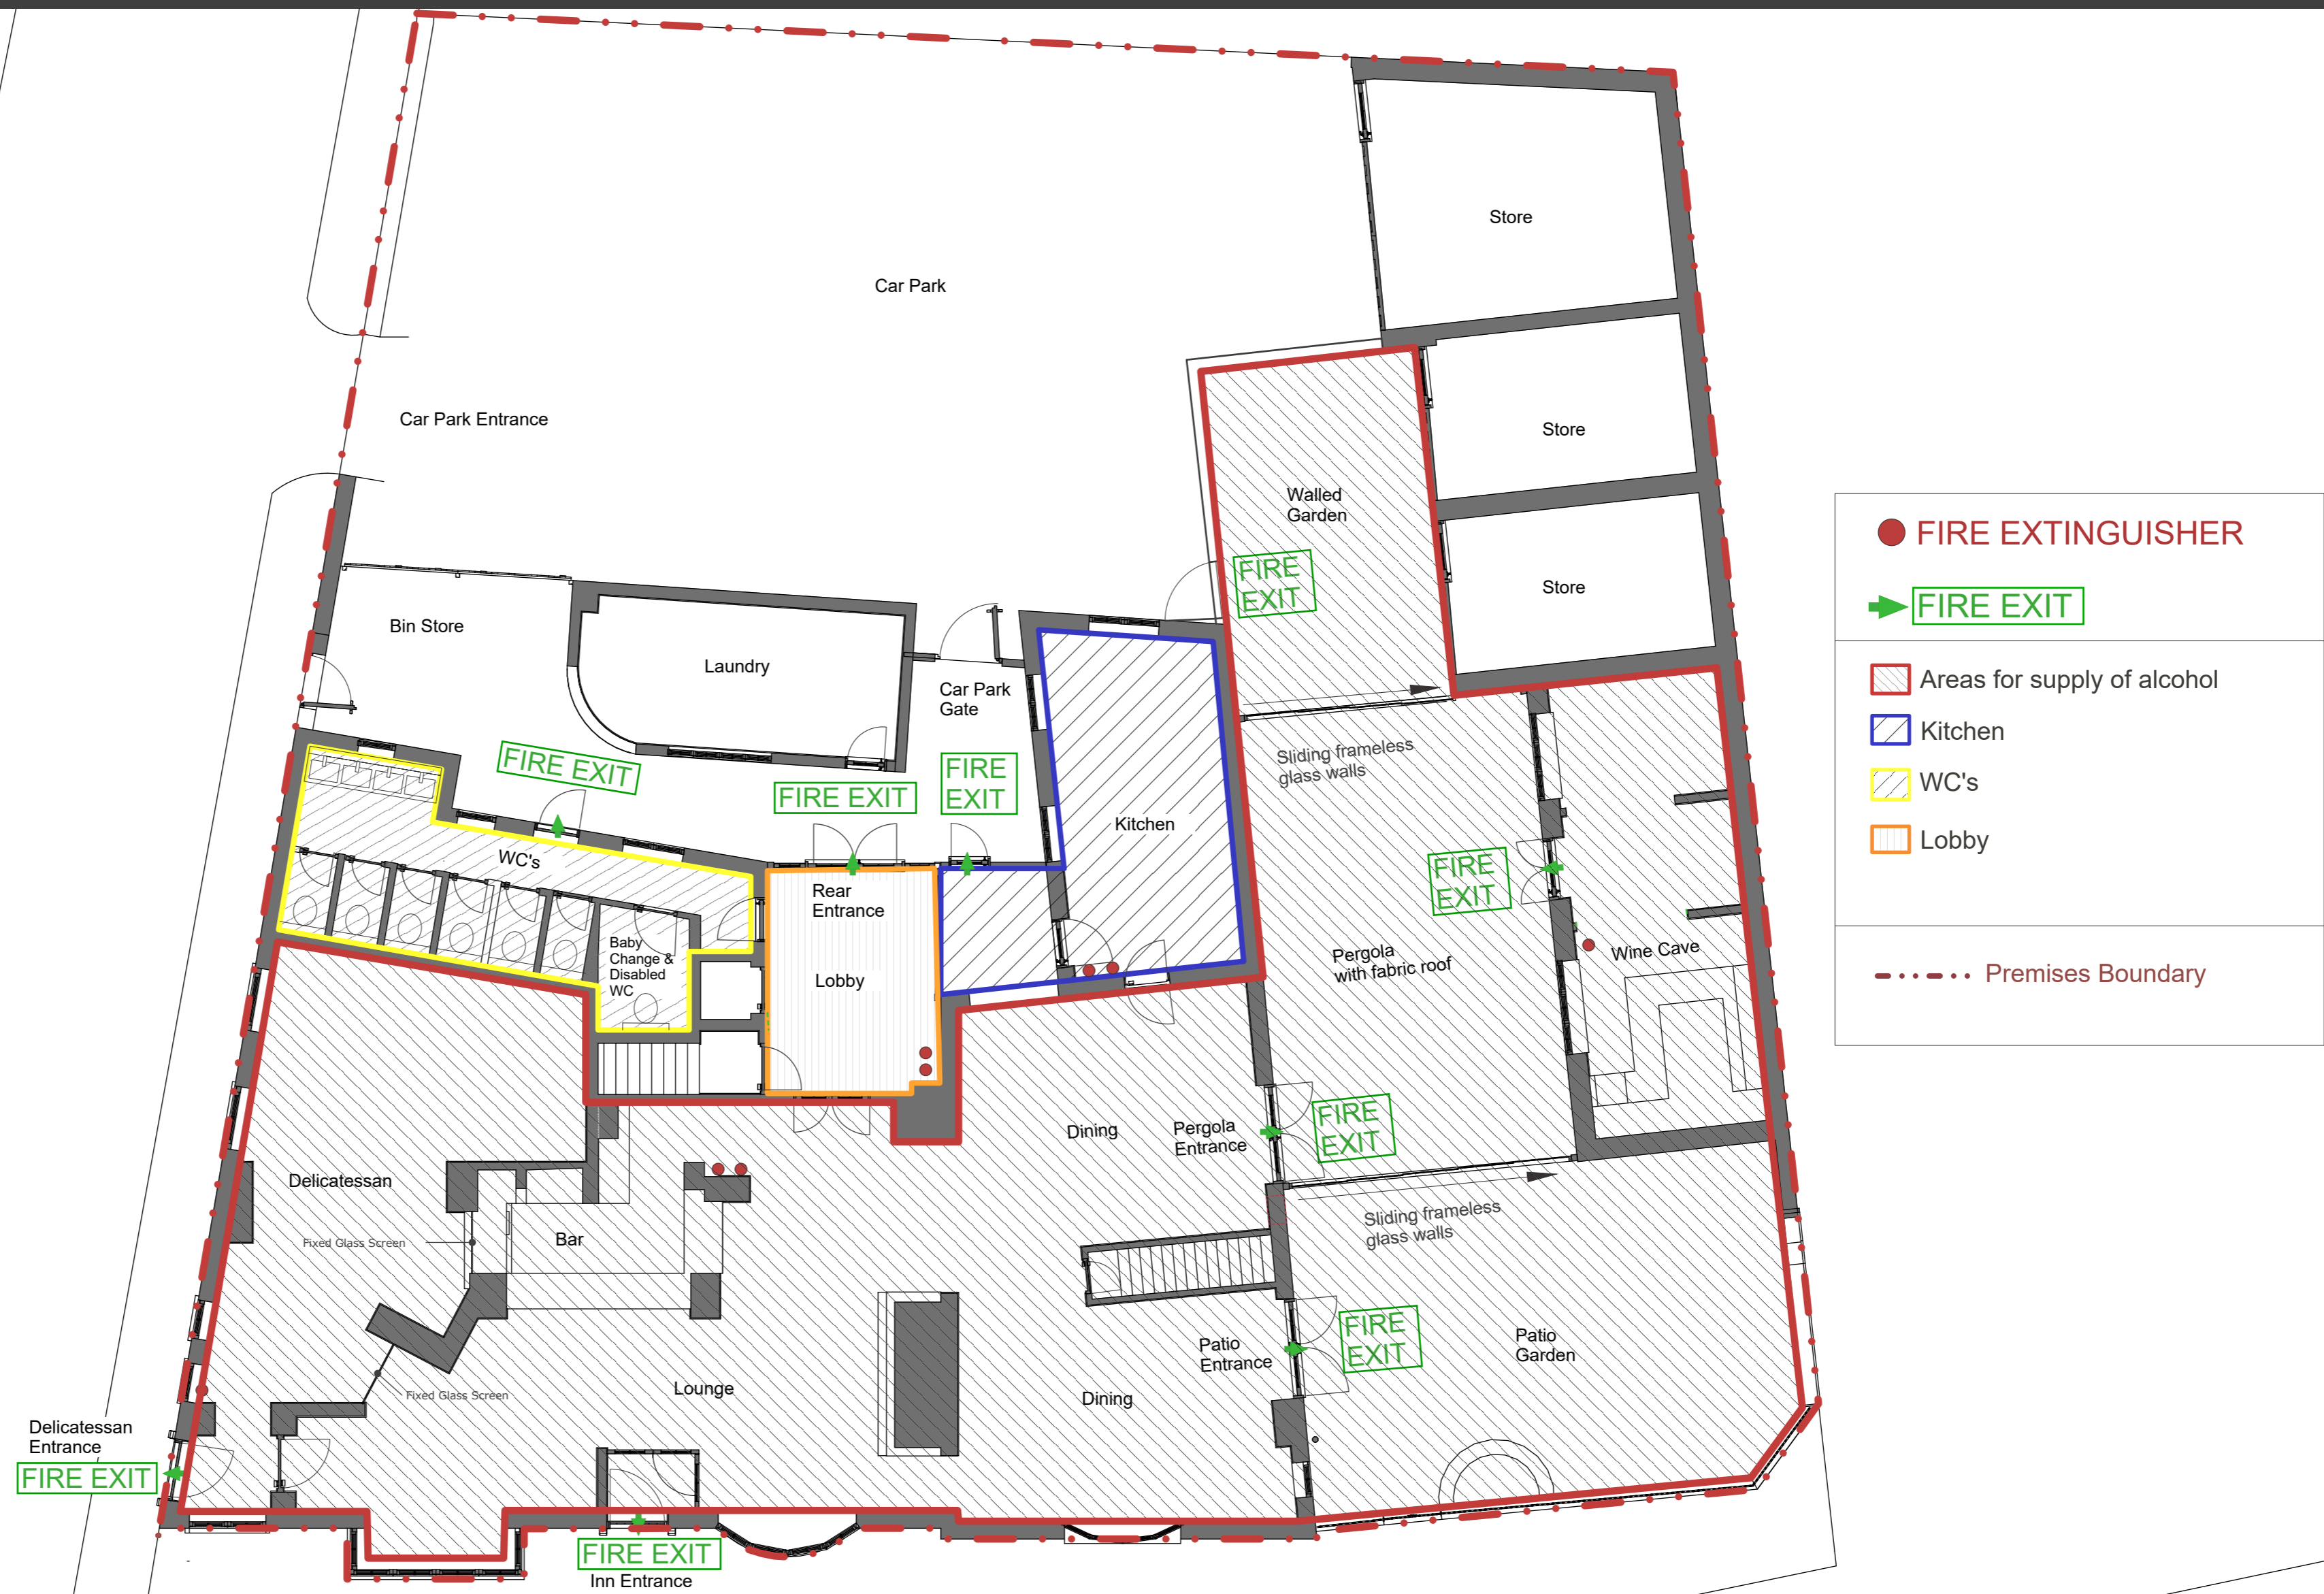 Store
Car Park
Car Park Entrance
Store
Walled
Garden
FIRE
EXIT
Store
Bin Store
Laundry
Car Park
Gate
Sliding frameless
glass walls
FIRE EXIT
FIRE EXIT
FIRE
EXIT
Kitchen
WC's
Rear
Entrance
FIRE
EXIT
Baby
Change &
Disabled
WC
Lobby
Pergola
with fabric roof
Wine Cave
Dining
Pergola
Entrance
FIRE
EXIT
Delicatessan
Fixed Glass Screen
Bar
Sliding frameless
glass walls
Fixed Glass Screen
Lounge
Dining
Patio
Entrance
FIRE
EXIT
Patio
Garden
Delicatessan
Entrance
FIRE EXIT
FIRE EXIT
Inn Entrance
FIRE EXTINGUISHER
FIRE EXIT
Areas for supply of alcohol
Kitchen
WC's
Lobby
Premises Boundary